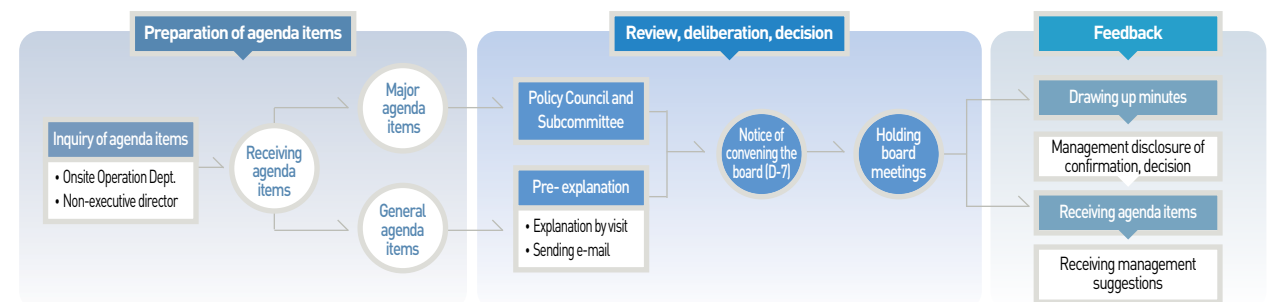 Preparation of agenda items
Inquiry of agenda items
• Onsite Operation Dept.
• Non-executive director
Receiving
agenda
items
Major
agenda
items
General
agenda
items
Review, deliberation, decision
Policy Council and
Subcommittee
Pre- explanation
• Explanation by visit
• Sending e-mail
Notice of
convening the
board (D-7)
Holding
board
meetings
Feedback
Drawing up minutes
Management disclosure of
confirmation, decision
Receiving agenda items
Receiving management
suggestions